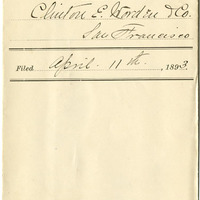 Clinton E. Worden & Co.
San Francisco
Filed April 11th, 1893.